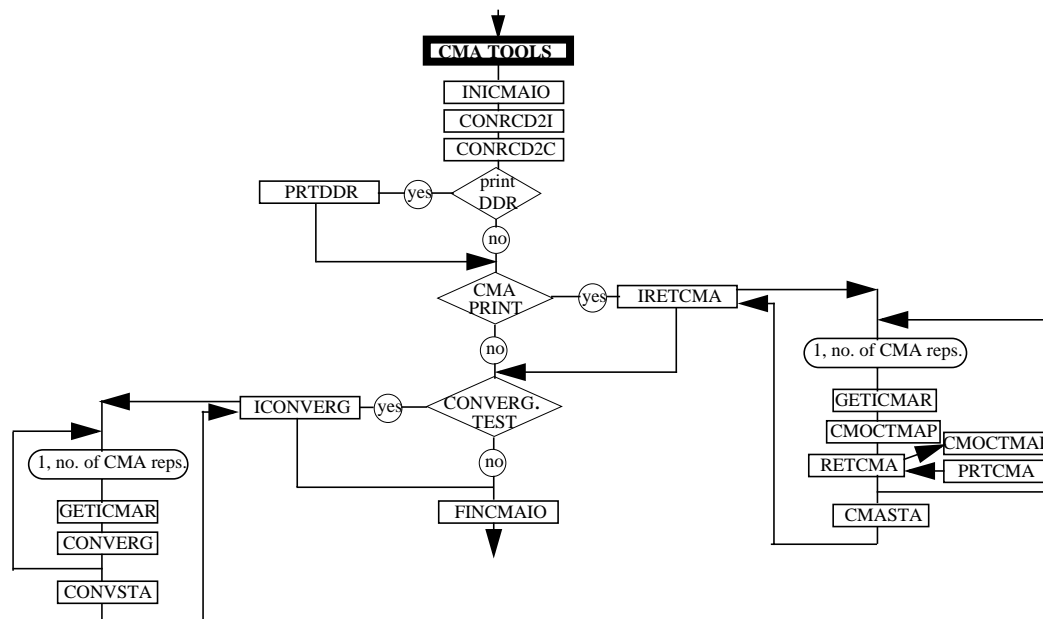 CMA TOOLS
INICMAIO
CONRCD2I
CONRCD2C
print
DDR
yes
PRTDDR
no
CMA
PRINT
yes
IRETCMA
no
1, no. of CMA reps.
GETICMAR
CMOCTMAP
RETCMA
CMOCTMAP
PRTCMA
CMASTA
CONVERG.
TEST
yes
ICONVERG
no
1, no. of CMA reps.
GETICMAR
CONVERG
CONVSTA
FINCMAIO